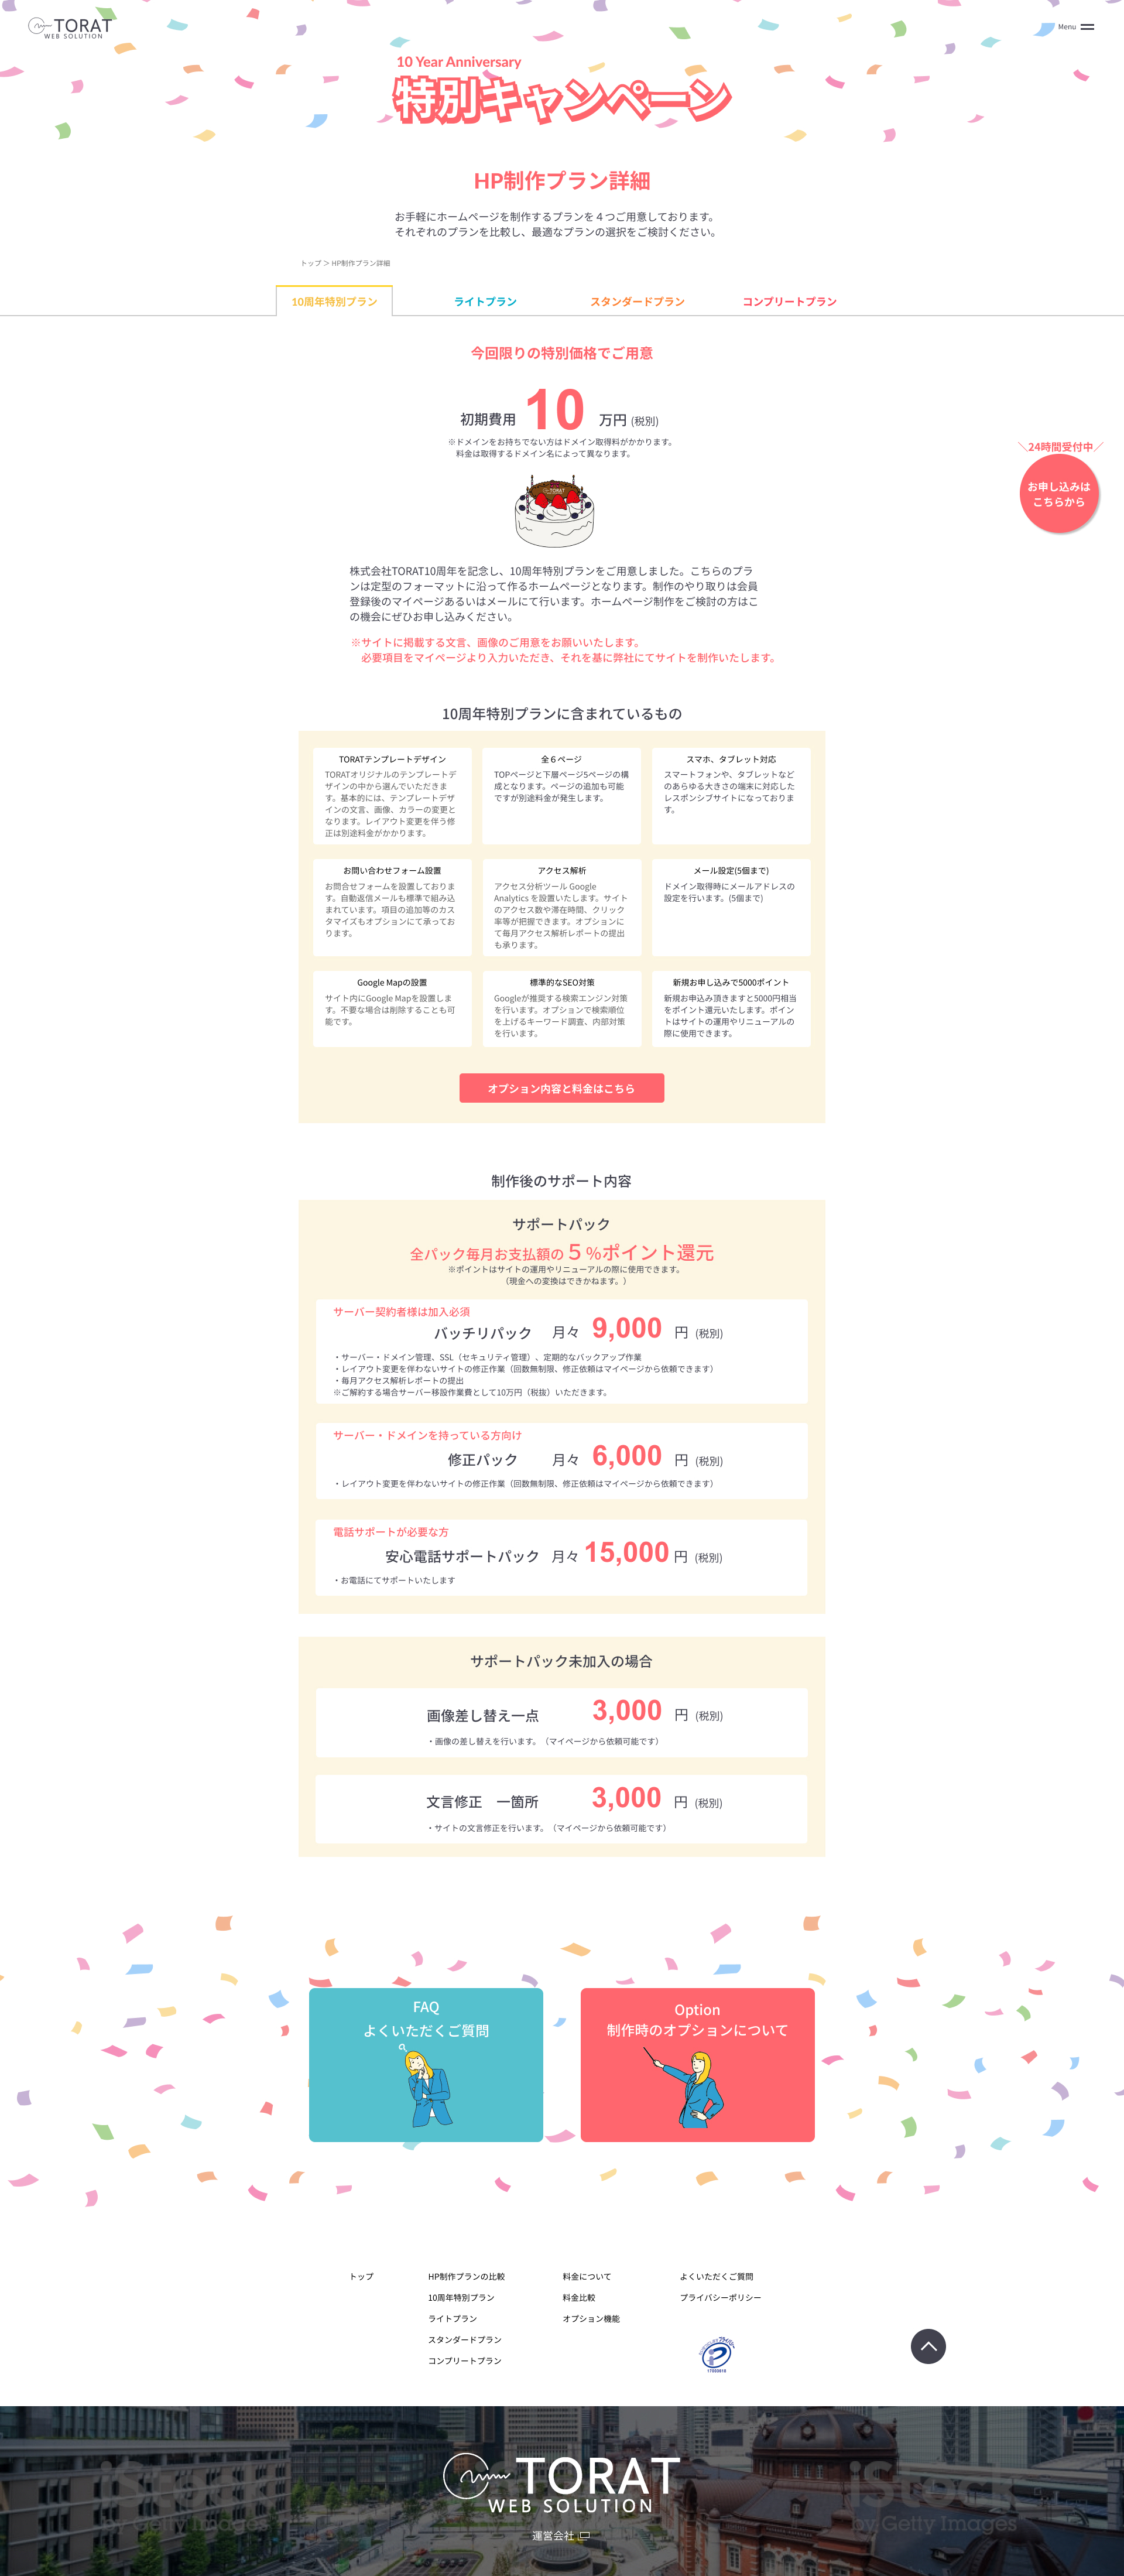 TORAT
WEB SOLUTION
Menu
10 Year Anniversary
特別キャンペーン
HP制作プラン詳細
お手軽にホームページを制作するプランを４つご用意しております。
それぞれのプランを比較し、最適なプランの選択をご検討ください。
トップ ＞ HP制作プラン詳細
10周年特別プラン
ライトプラン
スタンダードプラン
コンプリートプラン
今回限りの特別価格でご用意
初期費用 10 万円 (税別)
※ドメインをお持ちでない方はドメイン取得料がかかります。
料金は取得するドメイン名によって異なります。
＼24時間受付中／
お申し込みは
こちらから
TORAT
株式会社TORAT10周年を記念し、10周年特別プランをご用意しました。こちらのプラ
ンは定型のフォーマットに沿って作るホームページとなります。制作のやり取りは会員
登録後のマイページあるいはメールにて行います。ホームページ制作をご検討の方はこ
の機会にぜひお申し込みください。
※サイトに掲載する文言、画像のご用意をお願いいたします。
必要項目をマイページより入力いただき、それを基に弊社にてサイトを制作いたします。
10周年特別プランに含まれているもの
TORATテンプレートデザイン
TORATオリジナルのテンプレートデ
ザインの中から選んでいただきま
す。基本的には、テンプレートデザ
インの文言、画像、カラーの変更と
なります。レイアウト変更を伴う修
正は別途料金がかかります。
全６ページ
TOPページと下層ページ5ページの構
成となります。ページの追加も可能
ですが別途料金が発生します。
スマホ、タブレット対応
スマートフォンや、タブレットなど
のあらゆる大きさの端末に対応した
レスポンシブサイトになっておりま
す。
お問い合わせフォーム設置
お問合せフォームを設置しておりま
す。自動返信メールも標準で組み込
まれています。項目の追加等のカス
タマイズもオプションにて承ってお
ります。
アクセス解析
アクセス分析ツール Google
Analytics を設置いたします。サイト
のアクセス数や滞在時間、クリック
率等が把握できます。オプションに
て毎月アクセス解析レポートの提出
も承ります。
メール設定(5個まで)
ドメイン取得時にメールアドレスの
設定を行います。(5個まで)
Google Mapの設置
サイト内にGoogle Mapを設置しま
す。不要な場合は削除することも可
能です。
標準的なSEO対策
Googleが推奨する検索エンジン対策
を行います。オプションで検索順位
を上げるキーワード調査、内部対策
を行います。
新規お申し込みで5000ポイント
新規お申込み頂きますと5000円相当
をポイント還元いたします。ポイン
トはサイトの運用やリニューアルの
際に使用できます。
オプション内容と料金はこちら
制作後のサポート内容
サポートパック
全パック毎月お支払額の５%ポイント還元
※ポイントはサイトの運用やリニューアルの際に使用できます。
（現金への変換はできかねます。）
サーバー契約者様は加入必須
バッチリパック 月々 9,000 円 (税別)
・サーバー・ドメイン管理、SSL（セキュリティ管理）、定期的なバックアップ作業
・レイアウト変更を伴わないサイトの修正作業（回数無制限、修正依頼はマイページから依頼できます）
・毎月アクセス解析レポートの提出
※ご解約する場合サーバー移設作業費として10万円（税抜）いただきます。
サーバー・ドメインを持っている方向け
修正パック 月々 6,000 円 (税別)
・レイアウト変更を伴わないサイトの修正作業（回数無制限、修正依頼はマイページから依頼できます）
電話サポートが必要な方
安心電話サポートパック 月々 15,000 円 (税別)
・お電話にてサポートいたします
サポートパック未加入の場合
画像差し替え一点 3,000 円 (税別)
・画像の差し替えを行います。（マイページから依頼可能です）
文言修正　一箇所 3,000 円 (税別)
・サイトの文言修正を行います。（マイページから依頼可能です）
FAQ
よくいただくご質問
Option
制作時のオプションについて
トップ
HP制作プランの比較
10周年特別プラン
ライトプラン
スタンダードプラン
コンプリートプラン
料金について
料金比較
オプション機能
よくいただくご質問
プライバシーポリシー
TORAT
WEB SOLUTION
運営会社
by Getty Images